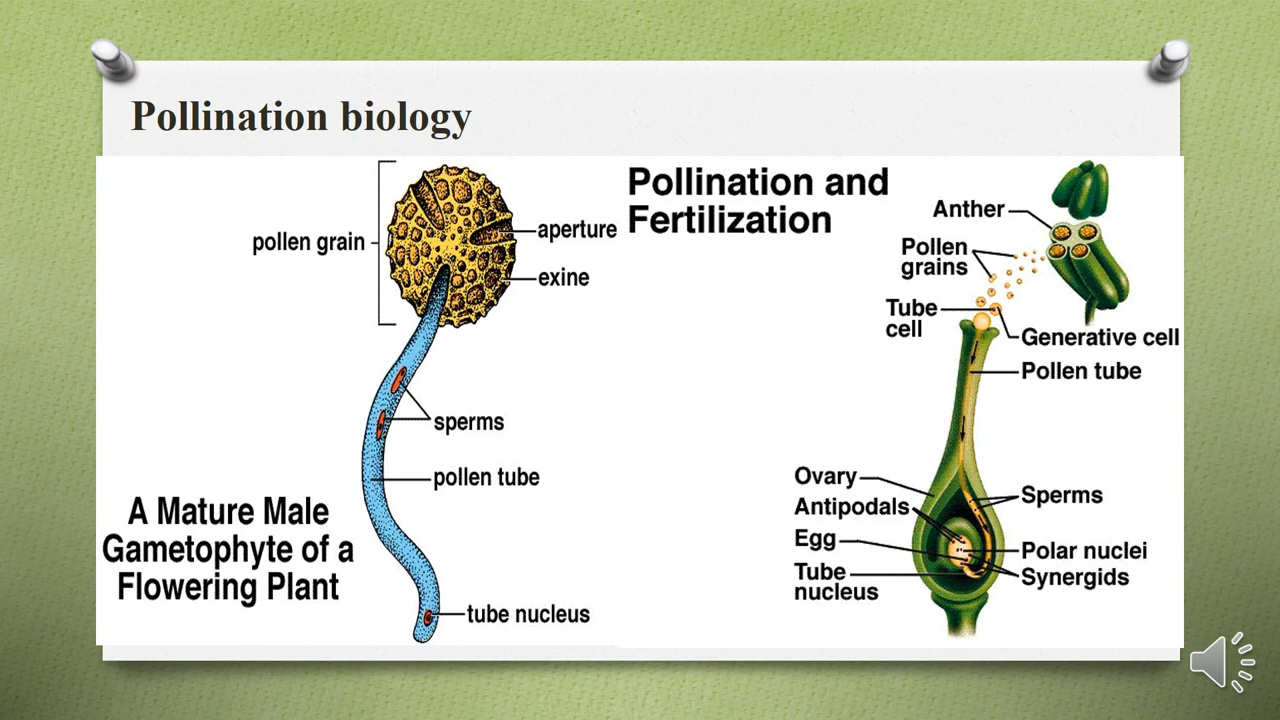 Pollination biology
pollen grain
aperture
exine
sperms
pollen tube
A Mature Male
Gametophyte of a
Flowering Plant
tube nucleus
Pollination and
Fertilization
Anther
Pollen
grains
Tube
cell
Generative cell
Pollen tube
Ovary
Antipodals
Egg
Tube
nucleus
Sperms
Polar nuclei
Synergids